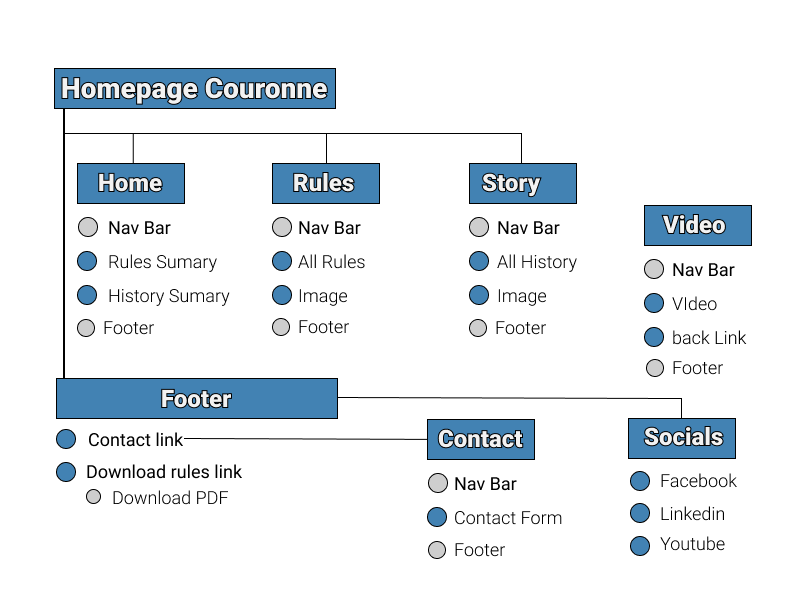 Homepage Couronne
Home
Nav Bar
Rules Sumary
History Sumary
Footer
Rules
Nav Bar
All Rules
Image
Footer
Story
Nav Bar
All History
Image
Footer
Video
Nav Bar
VIdeo
back Link
Footer
Footer
Contact link
Download rules link
Download PDF
Contact
Nav Bar
Contact Form
Footer
Socials
Facebook
Linkedin
Youtube